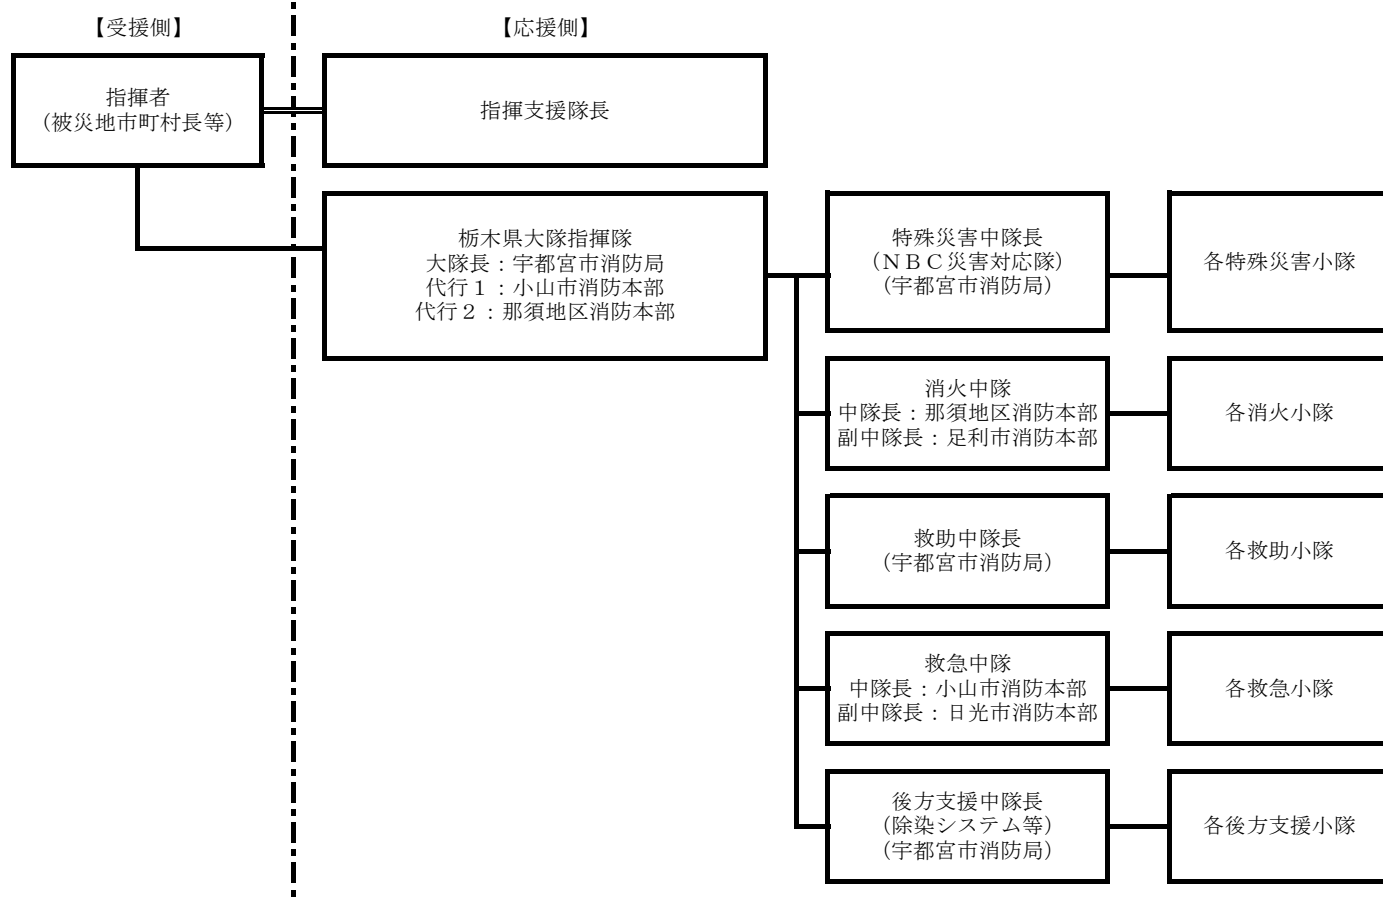 【受援側】
【応援側】
指揮者
(被災地市町村長等)
指揮支援隊長
栃木県大隊指揮隊
大隊長：宇都宮市消防局
代行１：小山市消防本部
代行２：那須地区消防本部
特殊災害中隊長
(ＮＢＣ災害対応隊)
(宇都宮市消防局)
各特殊災害小隊
消火中隊
中隊長：那須地区消防本部
副中隊長：足利市消防本部
各消火小隊
救助中隊長
(宇都宮市消防局)
各救助小隊
救急中隊
中隊長：小山市消防本部
副中隊長：日光市消防本部
各救急小隊
後方支援中隊長
(除染システム等)
(宇都宮市消防局)
各後方支援小隊